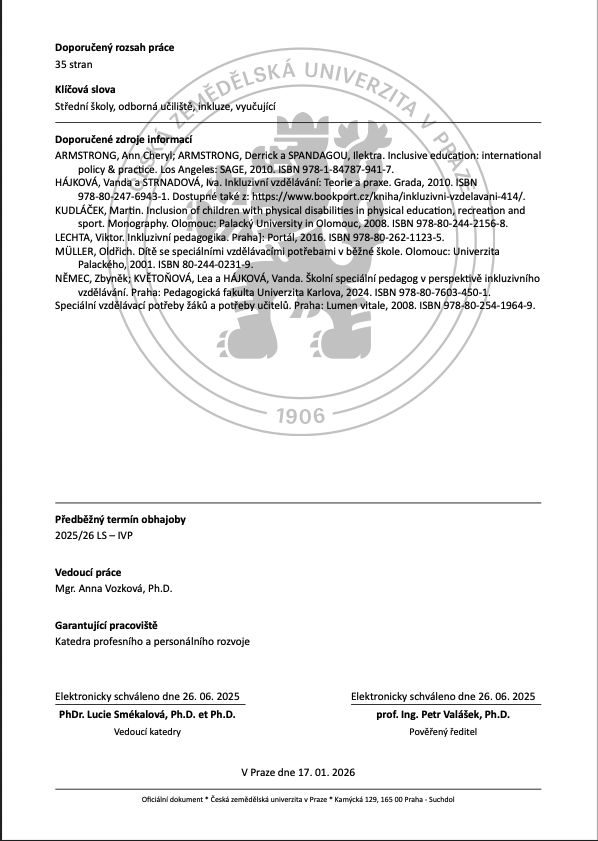 Doporučený rozsah práce
35 stran
Klíčová slova
Střední školy, odborná učiliště, inkluze, vyučující
Doporučené zdroje informací
ARMSTRONG, Ann Cheryl; ARMSTRONG, Derrick a SPANDAGOU, Ilektra. Inclusive education: international
policy & practice. Los Angeles: SAGE, 2010. ISBN 978-1-84787-941-7.
HÁJKOVÁ, Vanda a STRNADOVÁ, Iva. Inkluzivní vzdělávání: Teorie a praxe. Grada, 2010. ISBN
978-80-247-6943-1. Dostupné také z: https://www.bookport.cz/kniha/inkluzivni-vzdelavani-414/.
KUDLÁČEK, Martin. Inclusion of children with physical disabilities in physical education, recreation and
sport. Monography. Olomouc: Palacký University in Olomouc, 2008. ISBN 978-80-244-2156-8.
LECHTA, Viktor. Inkluzivní pedagogika. Praha]: Portál, 2016. ISBN 978-80-262-1123-5.
MÜLLER, Oldřich. Dítě se speciálními vzdělávacími potřebami v běžné škole. Olomouc: Univerzita
Palackého, 2001. ISBN 80-244-0231-9.
NĚMEC, Zbyněk; KVĚTOŇOVÁ, Lea a HÁJKOVÁ, Vanda. Školní speciální pedagog v perspektivě inkluzivního
vzdělávání. Praha: Pedagogická fakulta Univerzita Karlova, 2024. ISBN 978-80-7603-450-1.
Speciální vzdělávací potřeby žáků a potřeby učitelů. Praha: Lumen vitale, 2008. ISBN 978-80-254-1964-9.
ČESKÁ ZEMĚDĚLSKÁ UNIVERZITA V PRAZE
1906
Předběžný termín obhajoby
2025/26 LS – IVP
Vedoucí práce
Mgr. Anna Vozková, Ph.D.
Garantující pracoviště
Katedra profesního a personálního rozvoje
Elektronicky schváleno dne 26. 06. 2025
PhDr. Lucie Smékalová, Ph.D. et Ph.D.
Vedoucí katedry
Elektronicky schváleno dne 26. 06. 2025
prof. Ing. Petr Valášek, Ph.D.
Pověřený ředitel
V Praze dne 17. 01. 2026
Oficiální dokument * Česká zemědělská univerzita v Praze * Kamýcká 129, 165 00 Praha - Suchdol